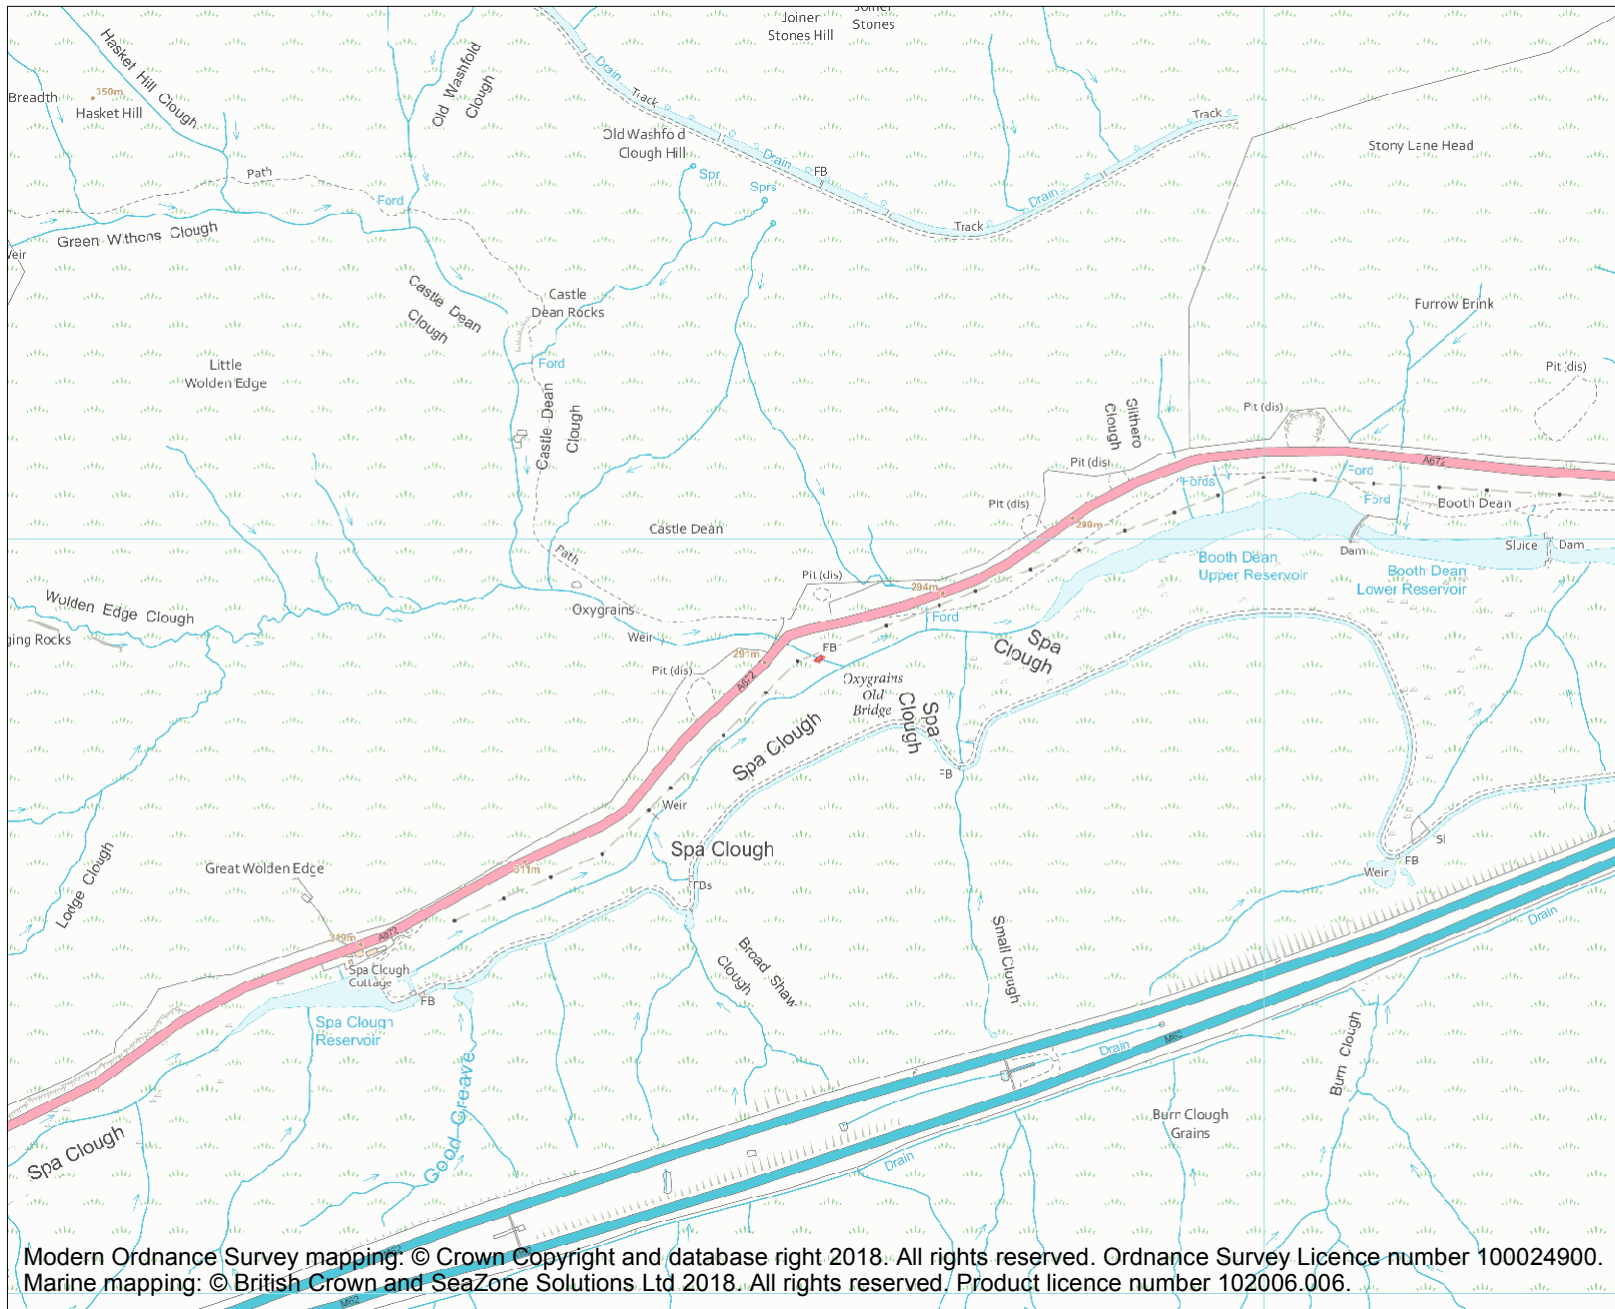 Joiner
Stones Hill
Joiner
Stones
Hasket Hill Clough
Breadth
350m
Hasket Hill
Old Washfold
Clough
Drain
Track
Old Washfold
Clough Hill
Spr
Sprs
Drain
FB
Track
Drain
Track
Stony Lane Head
Path
Ford
Green Withens Clough
Weir
Castle Dean
Clough
Castle
Dean Rocks
Ford
Furrow Brink
Little
Wolden Edge
Pit (dis)
Castle Dean
Clough
Slithero
Clough
Pit (dis)
Pit (dis)
Pit (dis)
Fords
A672
Ford
Ford
Booth Dean
299m
Castle Dean
Path
Dam
Sluice
Dam
Booth Dean
Upper Reservoir
Booth Dean
Lower Reservoir
Pit (dis)
294m
Wolden Edge Clough
Oxygrains
Weir
Ford
ging Rocks
FB
Spa
Clough
291m
Pit (dis)
A672
Oxygrains
Old
Bridge
Spa
Clough
Spa Clough
FB
Weir
Spa Clough
FBs
Sl
FB
Weir
Lodge Clough
Great Wolden Edge
311m
319m
A672
Spa Clough
Cottage
FB
Broad Shaw
Clough
Small Clough
Drain
Spa Clough
Reservoir
Drain
M62
Burn Clough
Good Greave
Burn Clough
Grains
Spa Clough
Drain
M62
Modern Ordnance Survey mapping: © Crown Copyright and database right 2018. All rights reserved. Ordnance Survey Licence number 100024900.
Marine mapping: © British Crown and SeaZone Solutions Ltd 2018. All rights reserved. Product licence number 102006.006.